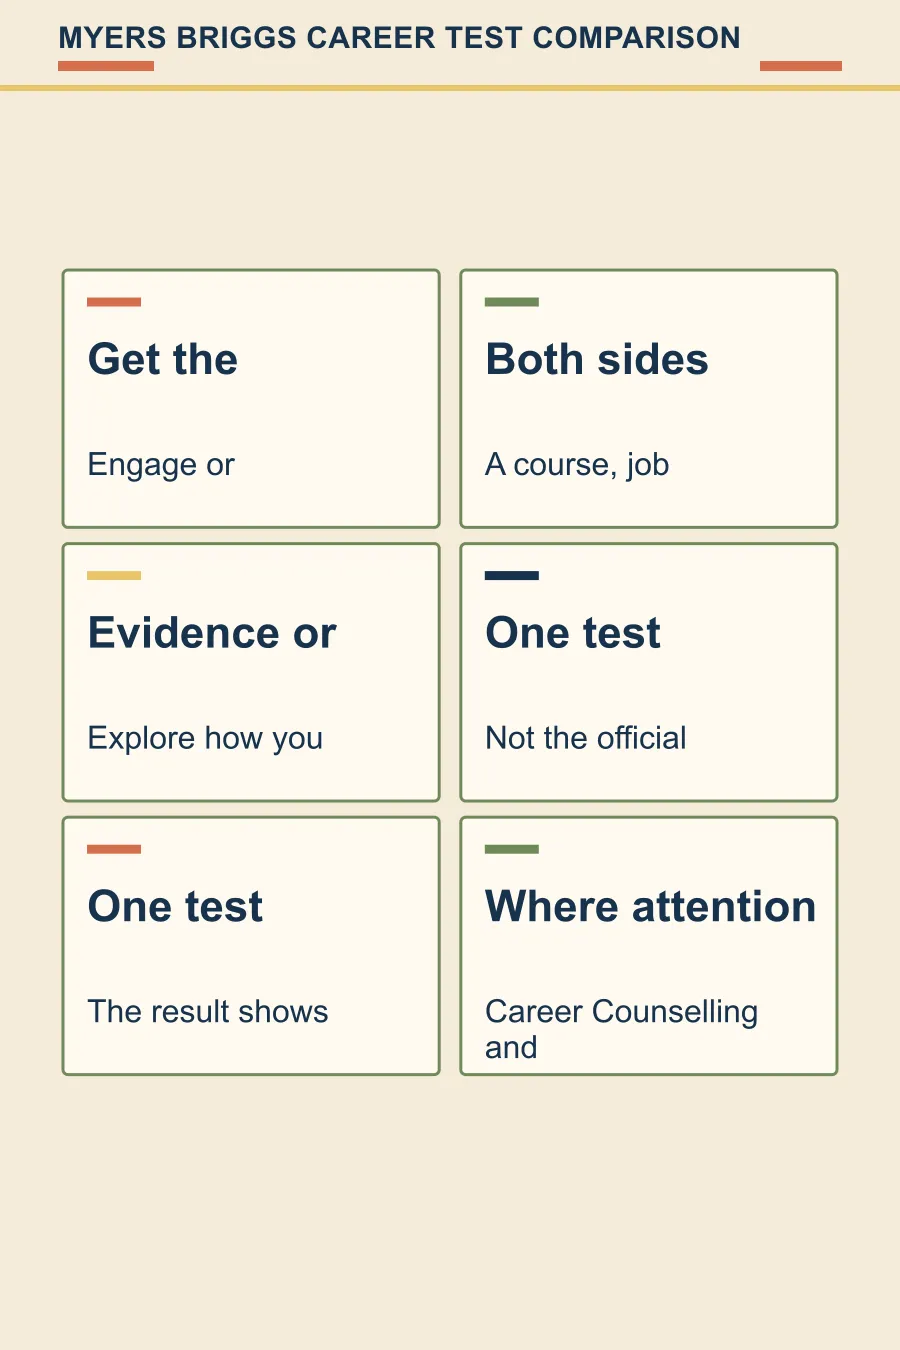 MYERS BRIGGS CAREER TEST COMPARISON
Get the
Engage or
Both sides
A course, job
Evidence or
Explore how you
One test
Not the official
One test
The result shows
Where attention
Career Counselling
and